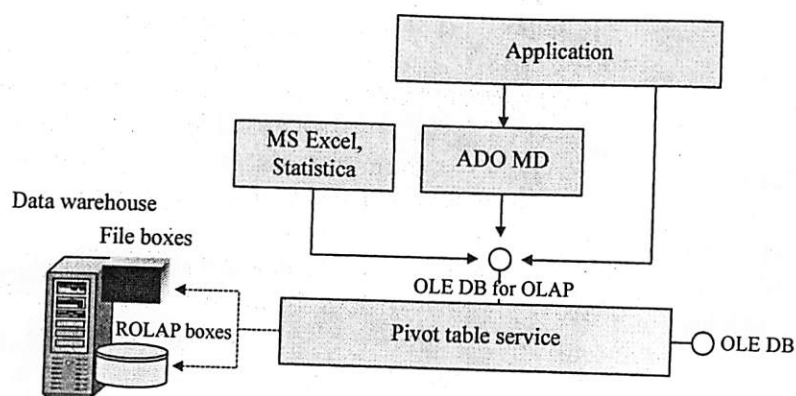 Application
MS Excel,
Statistica
ADO MD
Data warehouse
File boxes
OLE DB for OLAP
ROLAP boxes
Pivot table service
OLE DB